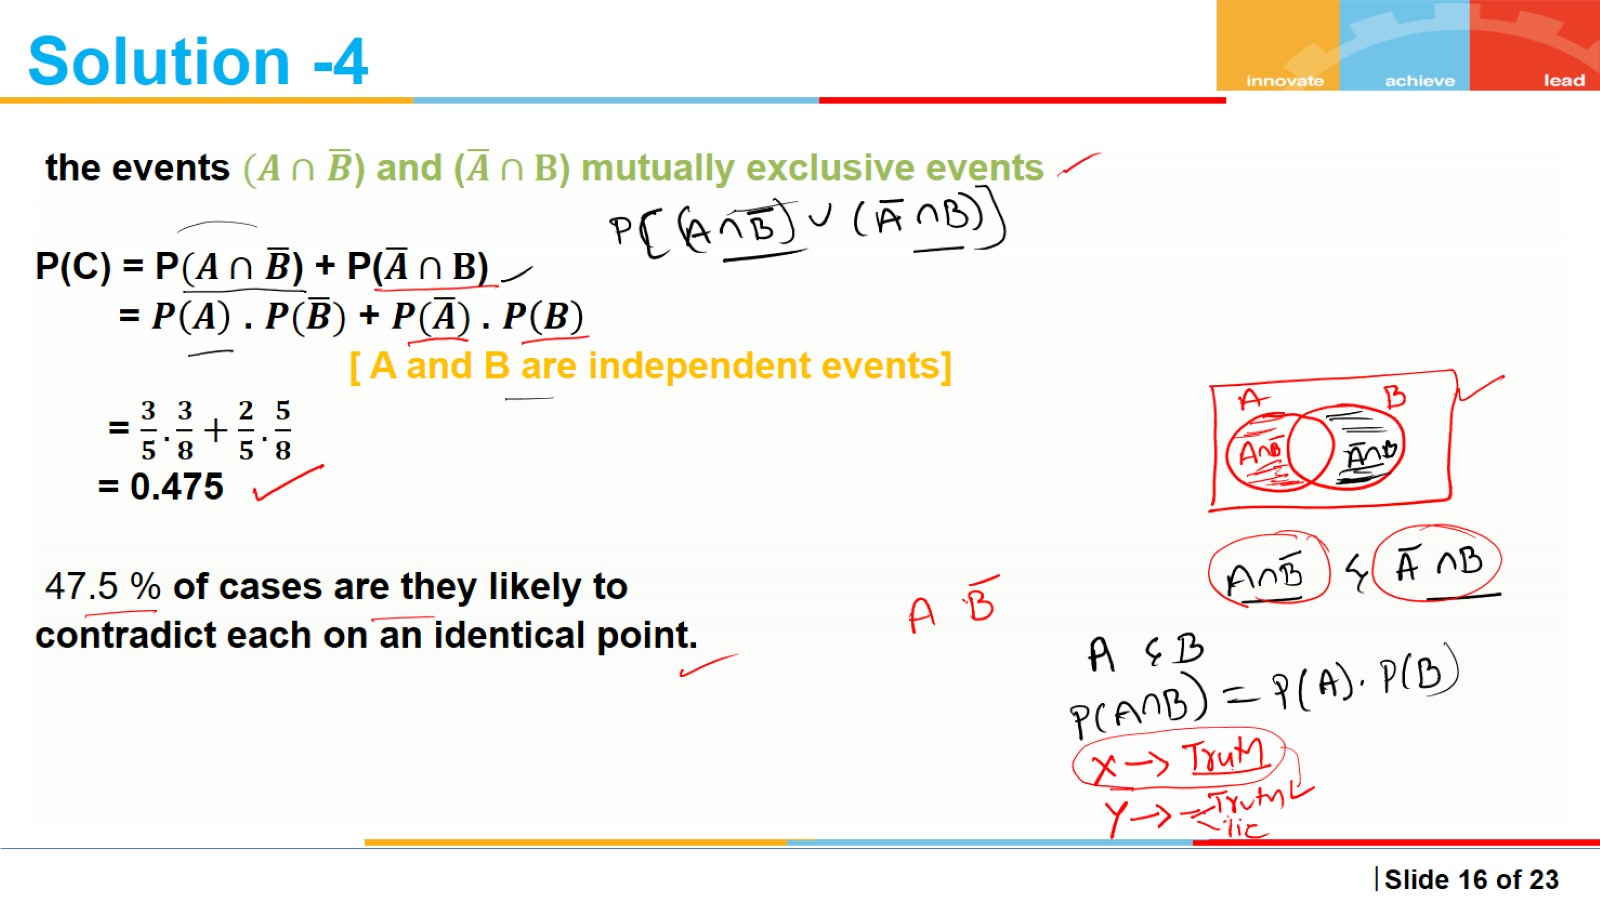 Solution -4
innovate achieve lead
the events (A ∩ B̅) and (A̅ ∩ B) mutually exclusive events
P[(A∩B̅) ∪ (A̅∩B)]
P(C) = P(A ∩ B̅) + P(A̅ ∩ B)
= P(A) . P(B̅) + P(A̅) . P(B)
[ A and B are independent events]
= 3/5 . 3/8 + 2/5 . 5/8
= 0.475
A B
A∩B̅ A̅∩B
A∩B̅ & A̅∩B
47.5 % of cases are they likely to
contradict each on an identical point.
A B̅
A & B
P(A∩B) = P(A). P(B)
X → Truth
Y → Truth
lie
Slide 16 of 23